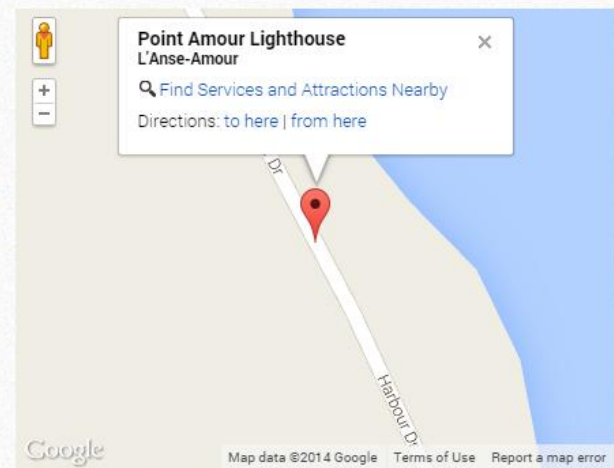 Point Amour Lighthouse
L'Anse-Amour
Find Services and Attractions Nearby
Directions: to here | from here
Dr
Harbour Dr
Google
Map data ©2014 Google Terms of Use Report a map error